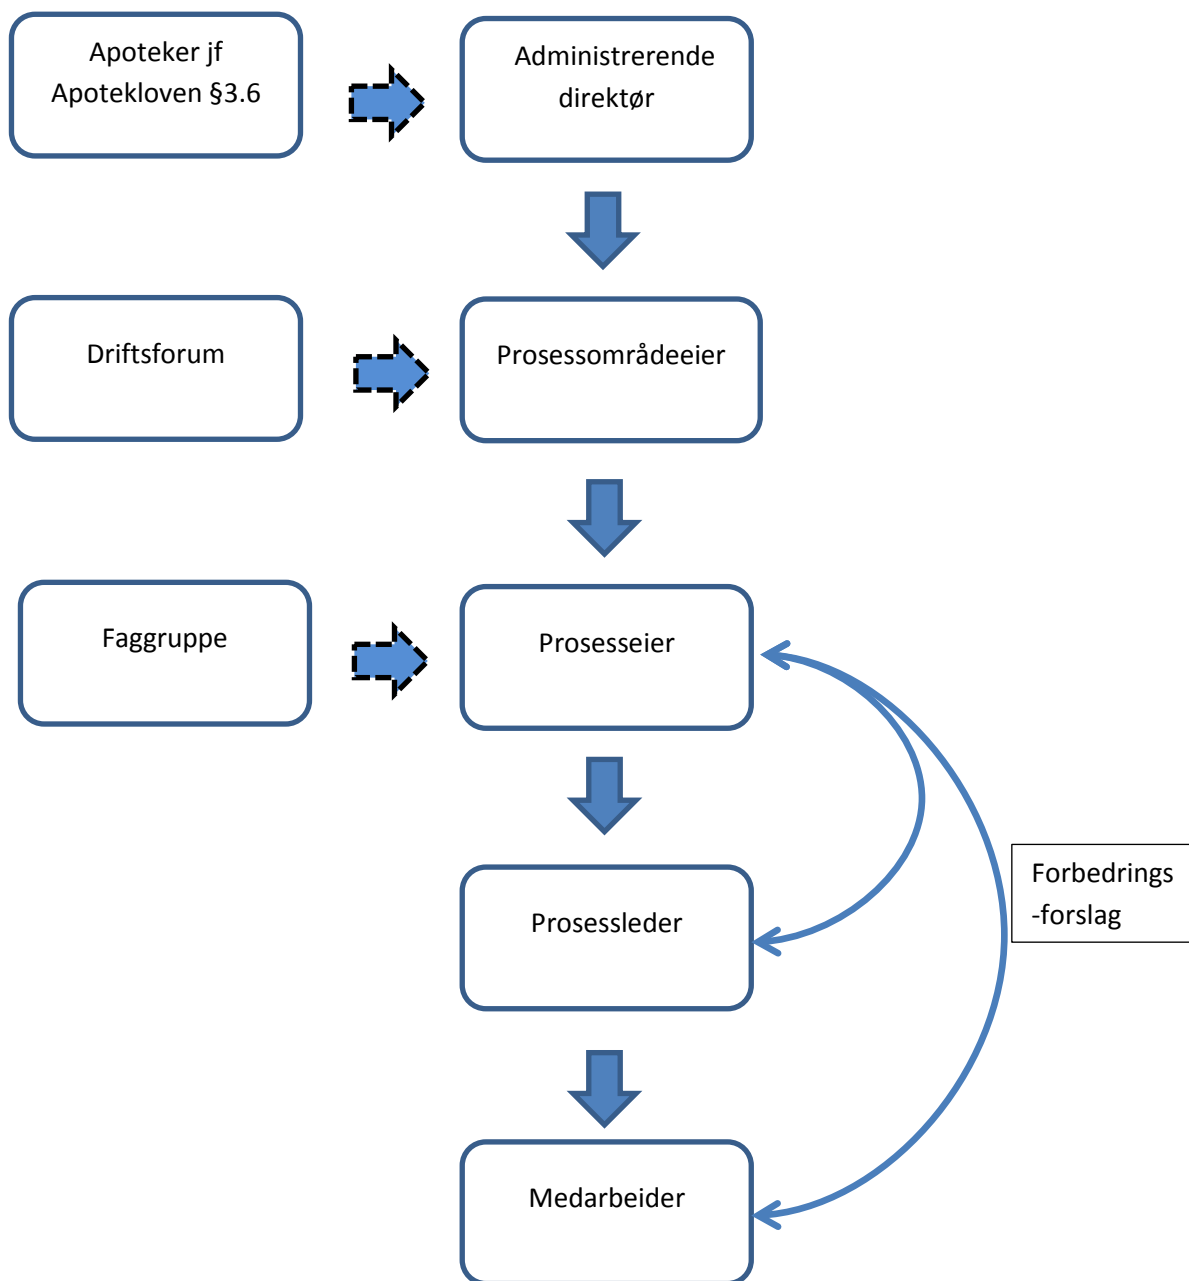 Apoteker jf
Apotekloven §3.6
Administrerende
direktør
Driftsforum
Prosessområdeeier
Faggruppe
Prosesseier
Prosessleder
Forbedrings
-forslag
Medarbeider